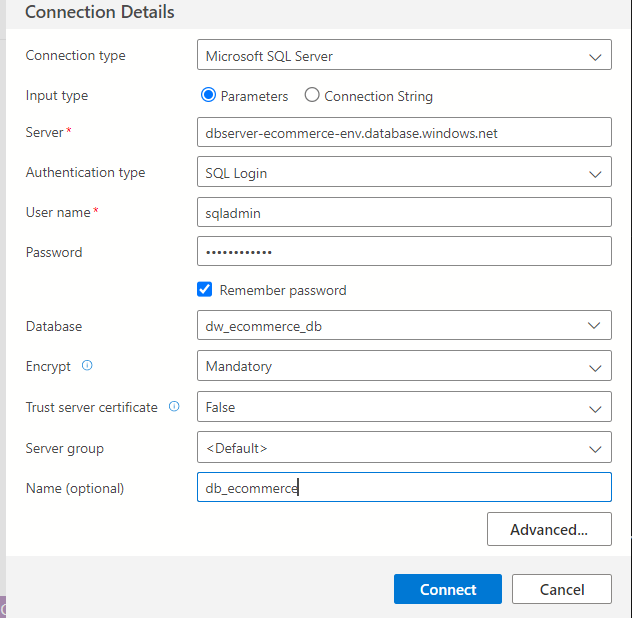 Connection Details
Connection type Microsoft SQL Server
Input type Parameters Connection String
Server* dbserver-ecommerce-env.database.windows.net
Authentication type SQL Login
User name* sqladmin
Password ••••••••••••
Remember password
Database dw_ecommerce_db
Encrypt Mandatory
Trust server certificate False
Server group <Default>
Name (optional) db_ecommerce
Advanced...
Connect Cancel